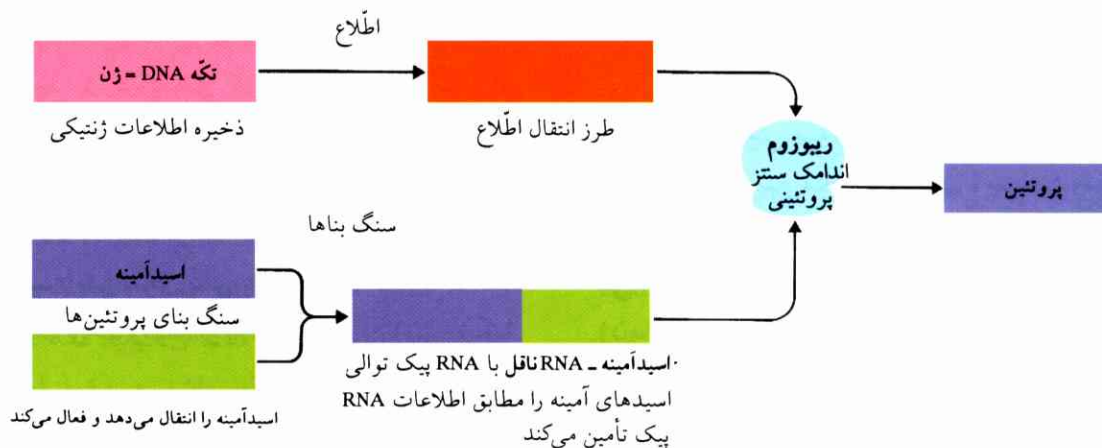 اطّلاع
تکّه DNA = ژن
ذخیره اطلاعات ژنتیکی
طرز انتقال اطّلاع
ریبوزوم
اندامک سنتز
پروتئینی
پروتئین
سنگ بناها
اسیدآمینه
سنگ بنای پروتئین‌ها
اسیدآمینه را انتقال می‌دهد و فعال می‌کند
اسیدآمینه ـ RNA ناقل با RNA پیک توالی
اسیدهای آمینه را مطابق اطلاعات RNA
پیک تأمین می‌کند